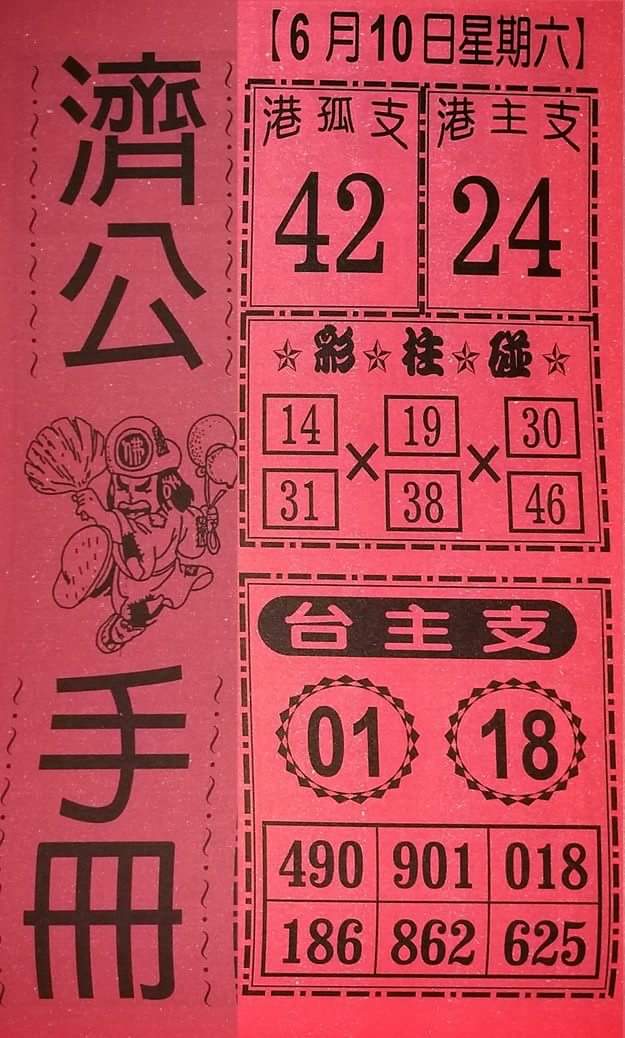 【6月10日星期六】
濟公手冊
佛
港孤支 港主支
42 24
☆彩☆柱☆碰☆
14 19 30
×  ×
31 38 46
台主支
01 18
490 901 018
186 862 625